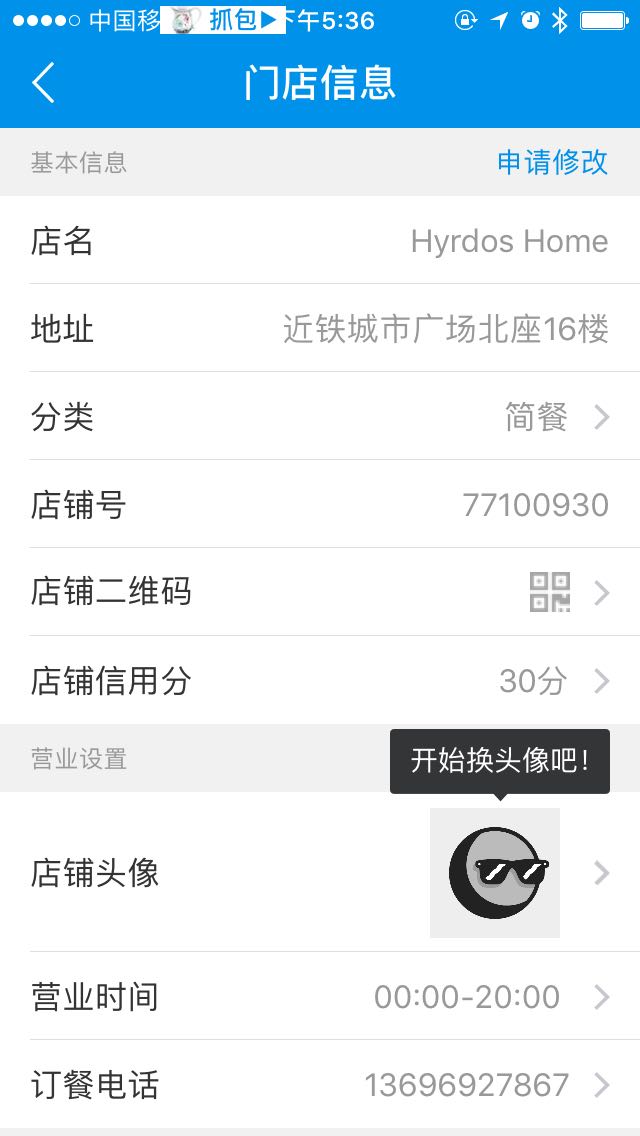 中国移 抓包 下午5:36
门店信息
基本信息 申请修改
店名 Hyrdos Home
地址 近铁城市广场北座16楼
分类 简餐
店铺号 77100930
店铺二维码
店铺信用分 30分
营业设置 开始换头像吧!
店铺头像
营业时间 00:00-20:00
订餐电话 13696927867